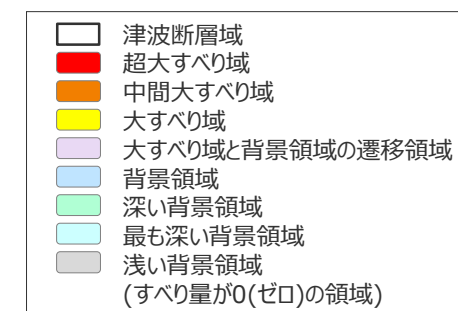 津波断層域
超大すべり域
中間大すべり域
大すべり域
大すべり域と背景領域の遷移領域
背景領域
深い背景領域
最も深い背景領域
浅い背景領域
(すべり量が0(ゼロ)の領域)